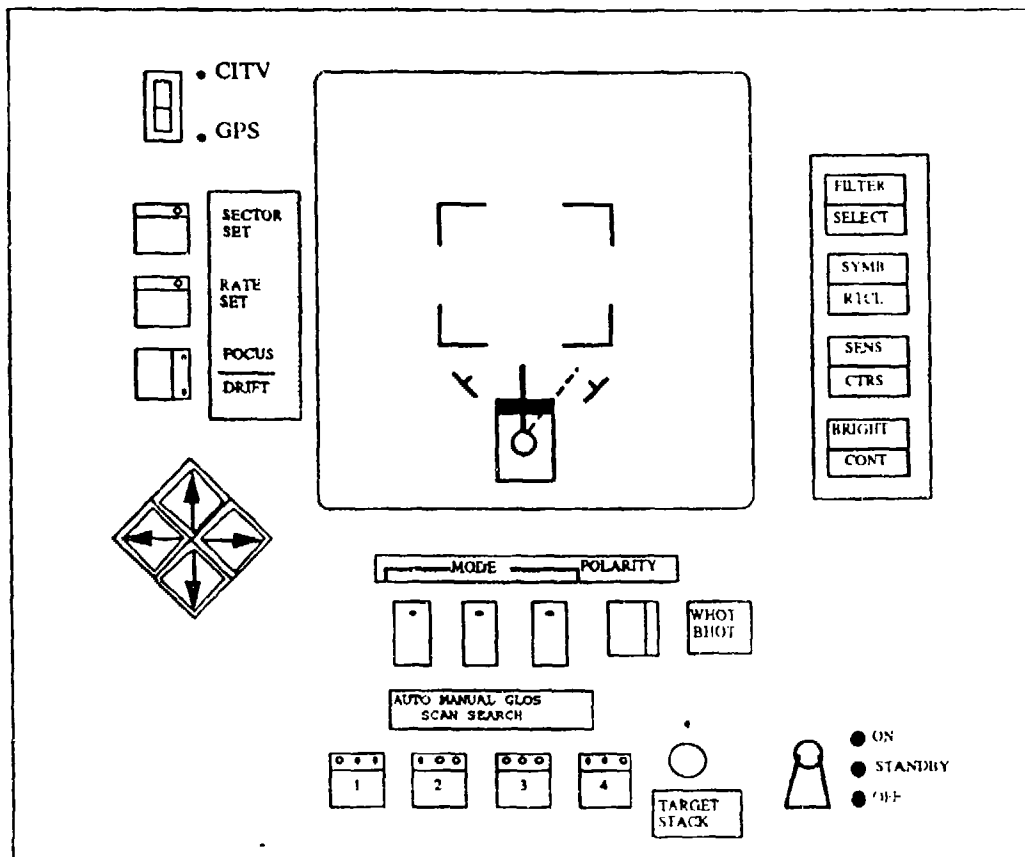 CITV
GPS
SECTOR
SET
RATE
SET
FOCUS
DRIFT
FILTER
SELECT
SYMB
RTCL
SENS
CTRS
BRIGHT
CONT
MODE POLARITY
WHOT
BHOT
AUTO MANUAL GLOS
SCAN SEARCH
1 2 3 4
TARGET
STACK
ON
STANDBY
OFF